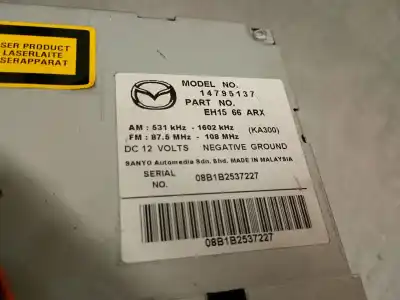 SER PRODUCT
LASERLAITE
SERAPPARAT
MODEL NO.
14795137
PART NO.
EH15 66 ARX
AM : 531 kHz - 1602 kHz (KA300)
FM : 87.5 MHz - 108 MHz
DC 12 VOLTS NEGATIVE GROUND
SANYO Automedia Sdn. Bhd. MADE IN MALAYSIA
SERIAL NO. 08B1B2537227
08B1B2537227